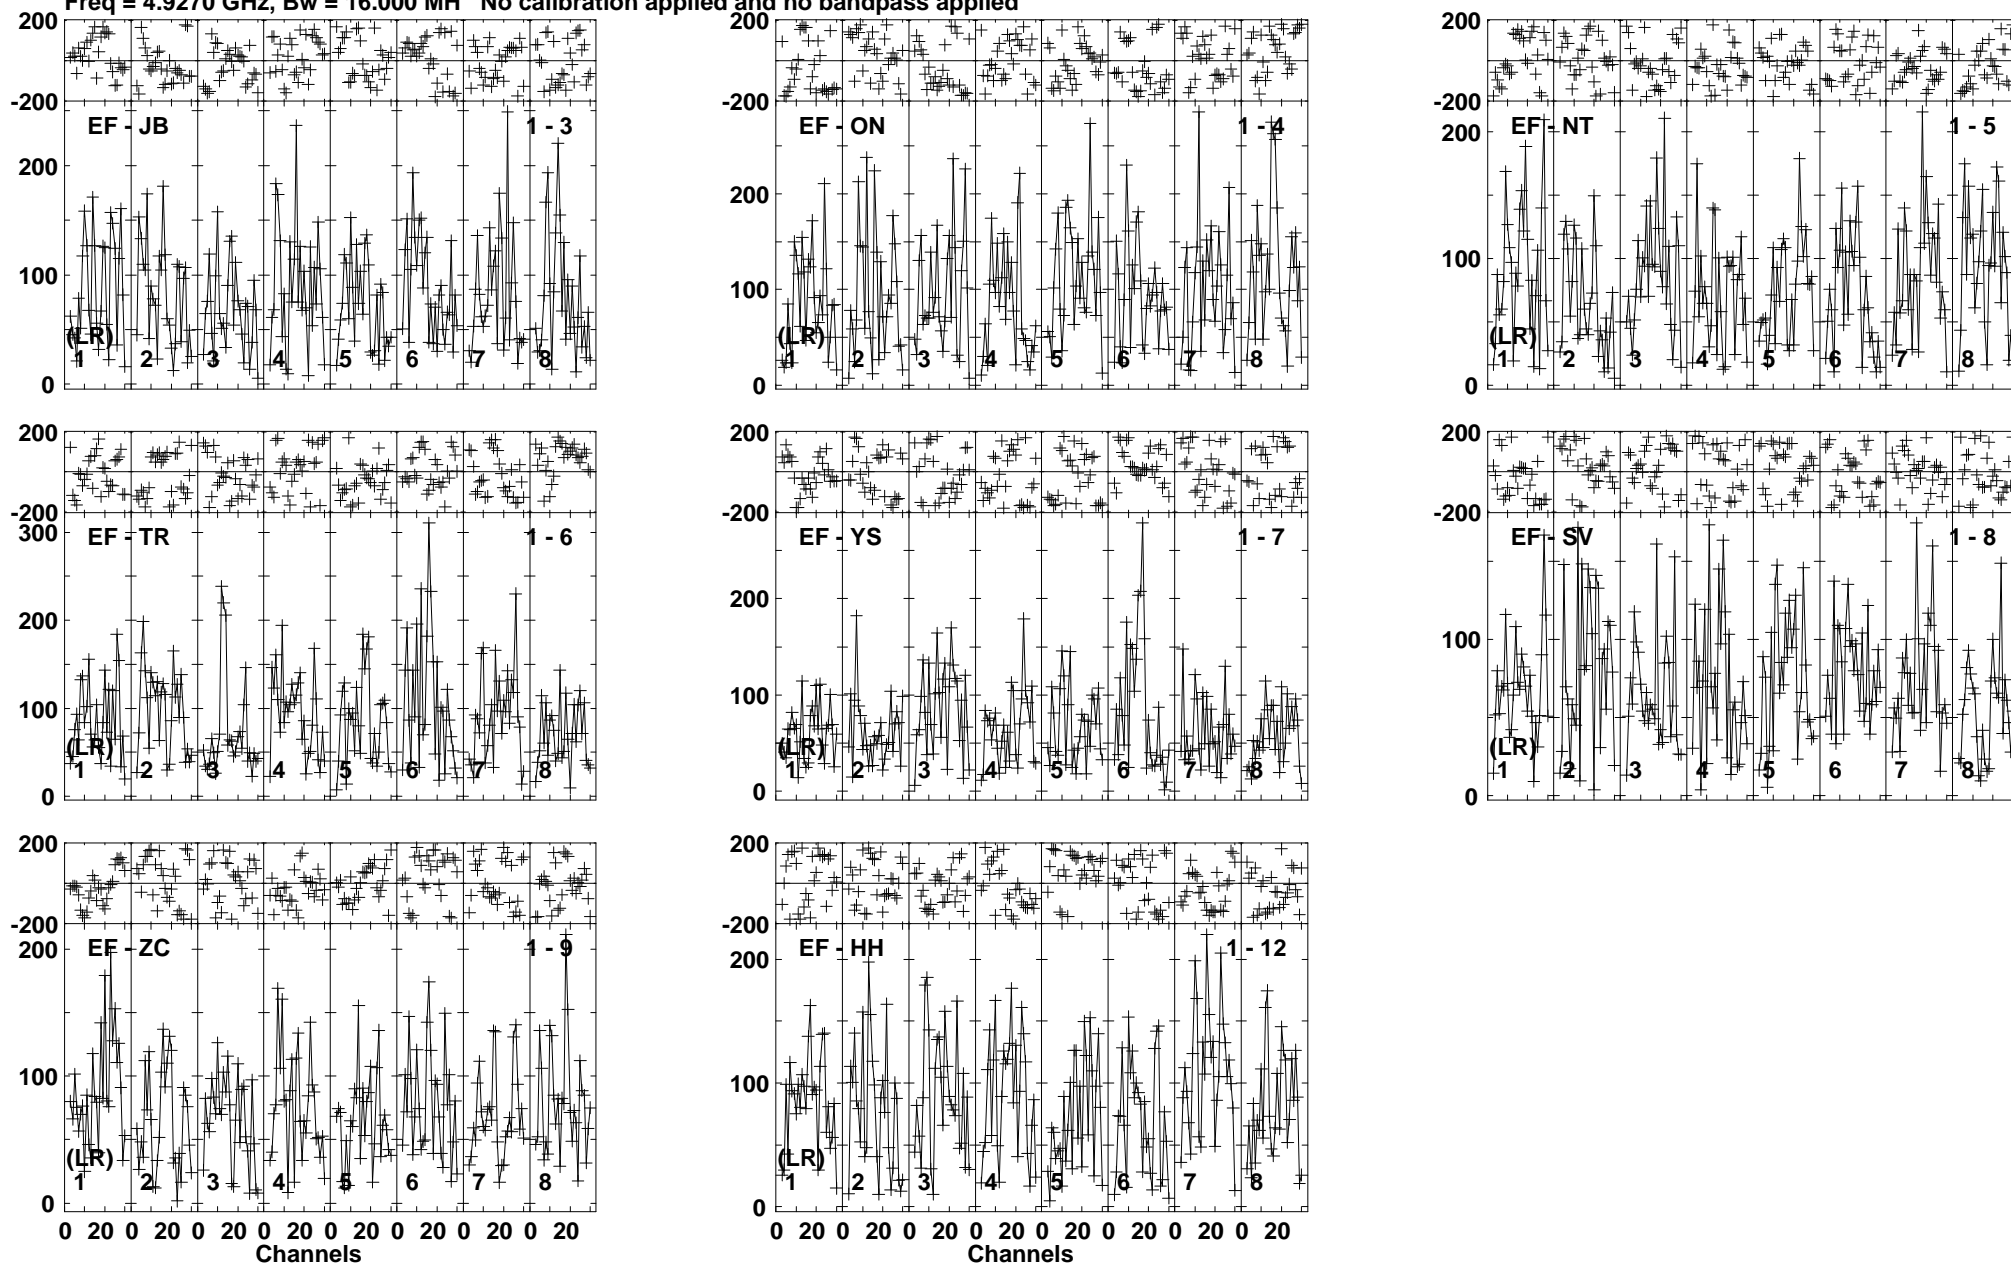 Freq = 4.9270 GHz, Bw = 16.000 MH No calibration applied and no bandpass applied
200 200 200
-200 -200 -200
EF - JB 1 - 3 EF - ON 1 - 4 EF - NT 1 - 5
200 200 200
100 100 100
(LR) (LR) (LR)
1 2 3 4 5 6 7 8 1 2 3 4 5 6 7 8 1 2 3 4 5 6 7 8
0 0 0
200 200 200
-200 -200 -200
EF - TR 1 - 6 EF - YS 1 - 7 EF - SV 1 - 8
300
200 200
100 100 100
(LR) (LR) (LR)
1 2 3 4 5 6 7 8 1 2 3 4 5 6 7 8 1 2 3 4 5 6 7 8
0 0 0
200 200
-200 -200
EF - ZC 1 - 9 EF - HH 1 - 12
200 200
100 100
(LR) (LR)
1 2 3 4 5 6 7 8 1 2 3 4 5 6 7 8
0 0
0 20 0 20 0 20 0 20 0 20 0 20 0 20 0 20 0 20 0 20 0 20 0 20 0 20 0 20 0 20 0 20
Channels Channels